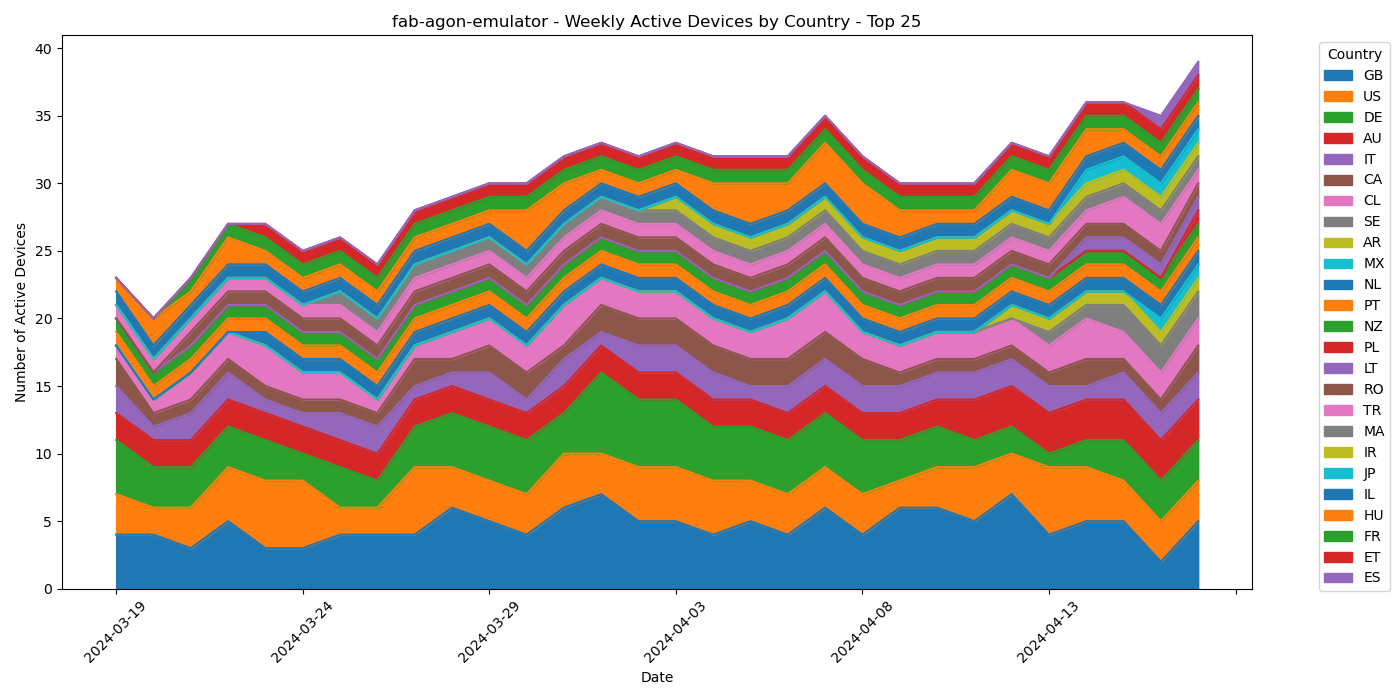 fab-agon-emulator - Weekly Active Devices by Country - Top 25
Number of Active Devices
40
35
30
25
20
15
10
5
0
2024-03-19
2024-03-24
2024-03-29
2024-04-03
2024-04-08
2024-04-13
Date
Country
GB
US
DE
AU
IT
CA
CL
SE
AR
MX
NL
PT
NZ
PL
LT
RO
TR
MA
IR
JP
IL
HU
FR
ET
ES